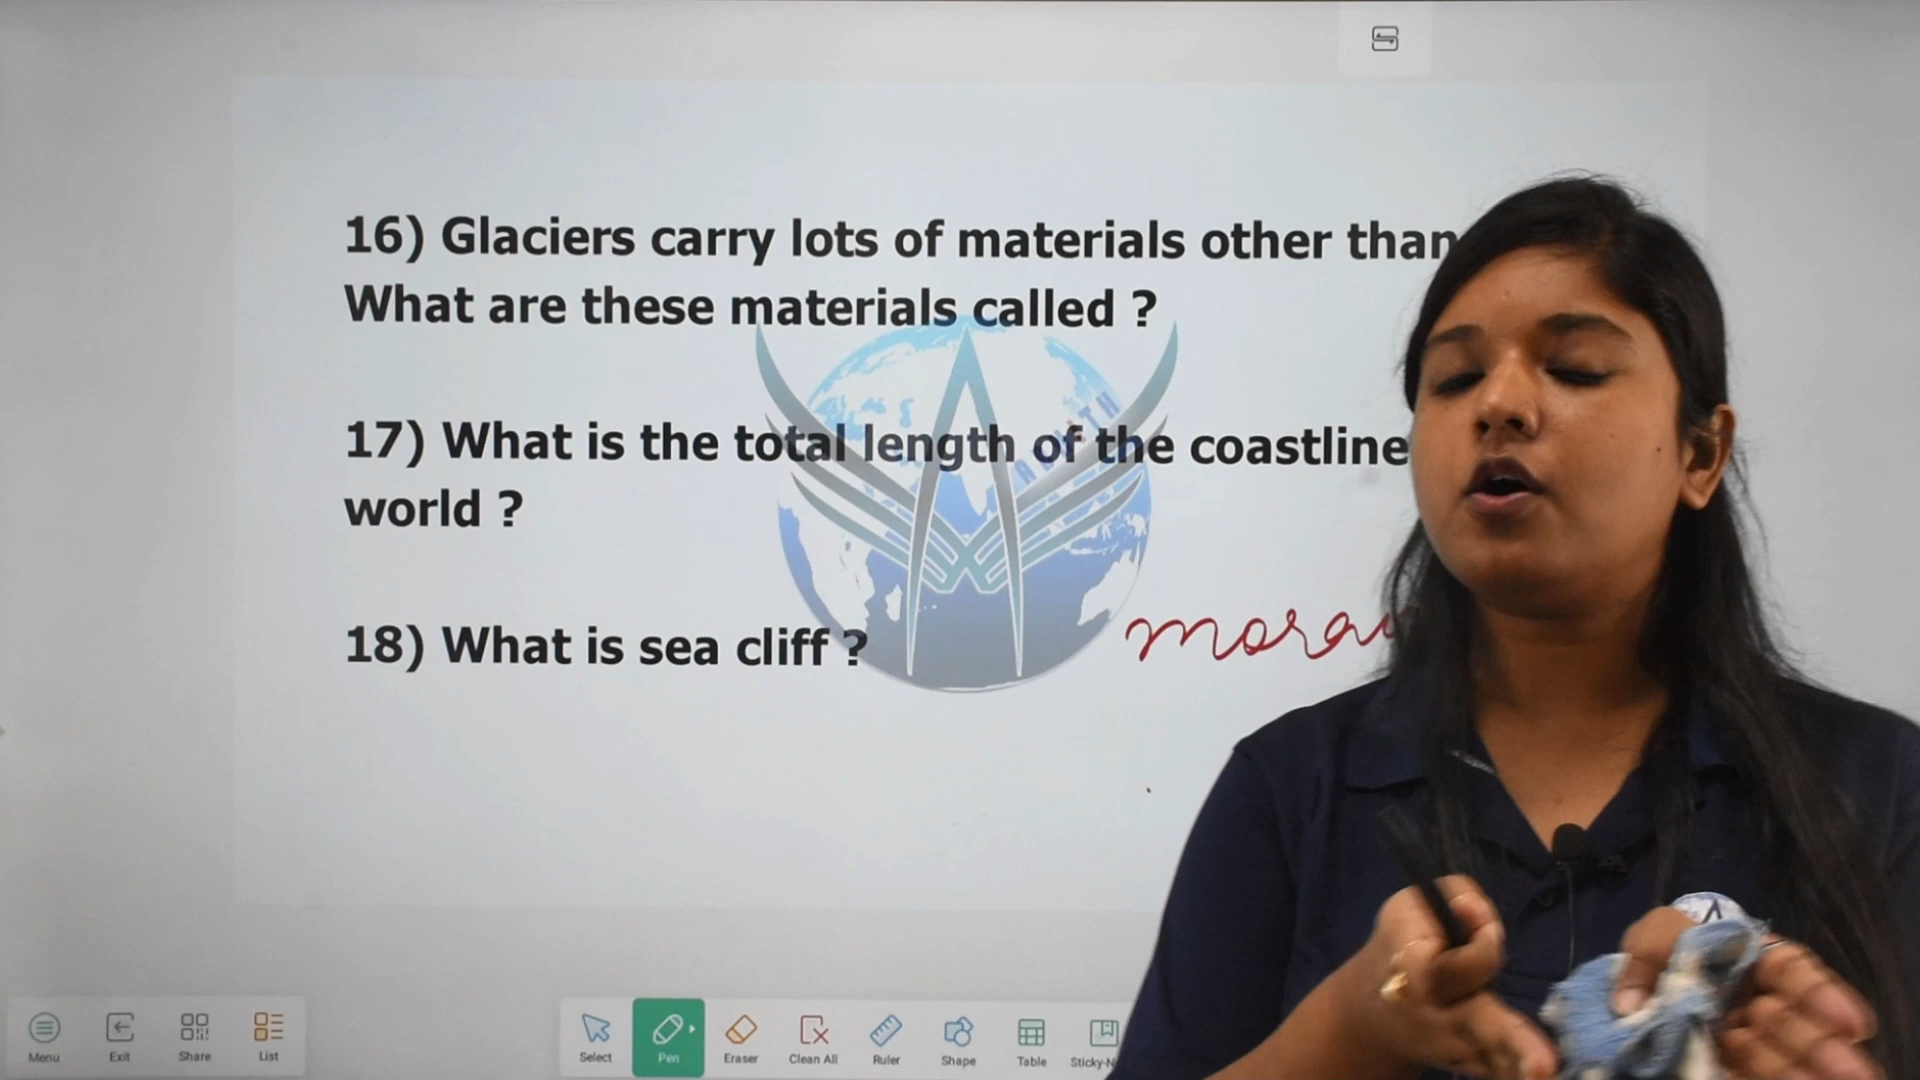 16) Glaciers carry lots of materials other than
What are these materials called ?
17) What is the total length of the coastline
world ?
18) What is sea cliff ?
Menu
Exit
Share
List
Select
Pen
Eraser
Clean All
Ruler
Shape
Table